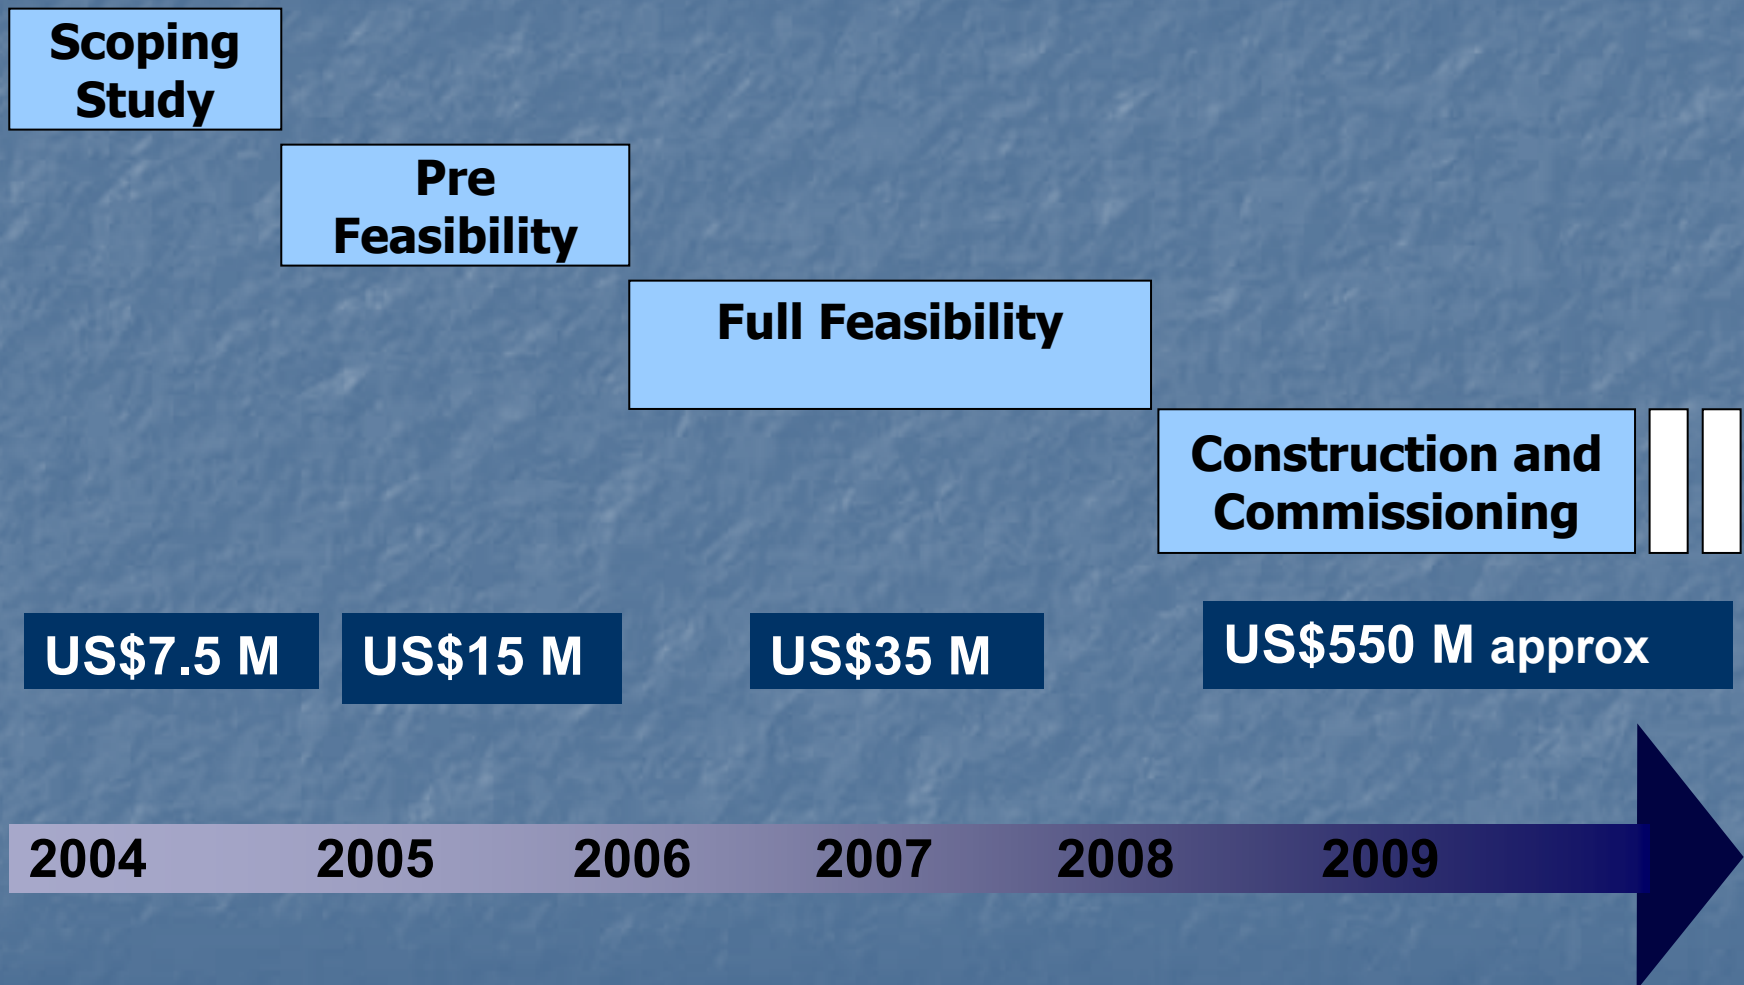 Scoping
Study
Pre
Feasibility
Full Feasibility
Construction and
Commissioning
US$7.5 M
US$15 M
US$35 M
US$550 M approx
2004
2005
2006
2007
2008
2009